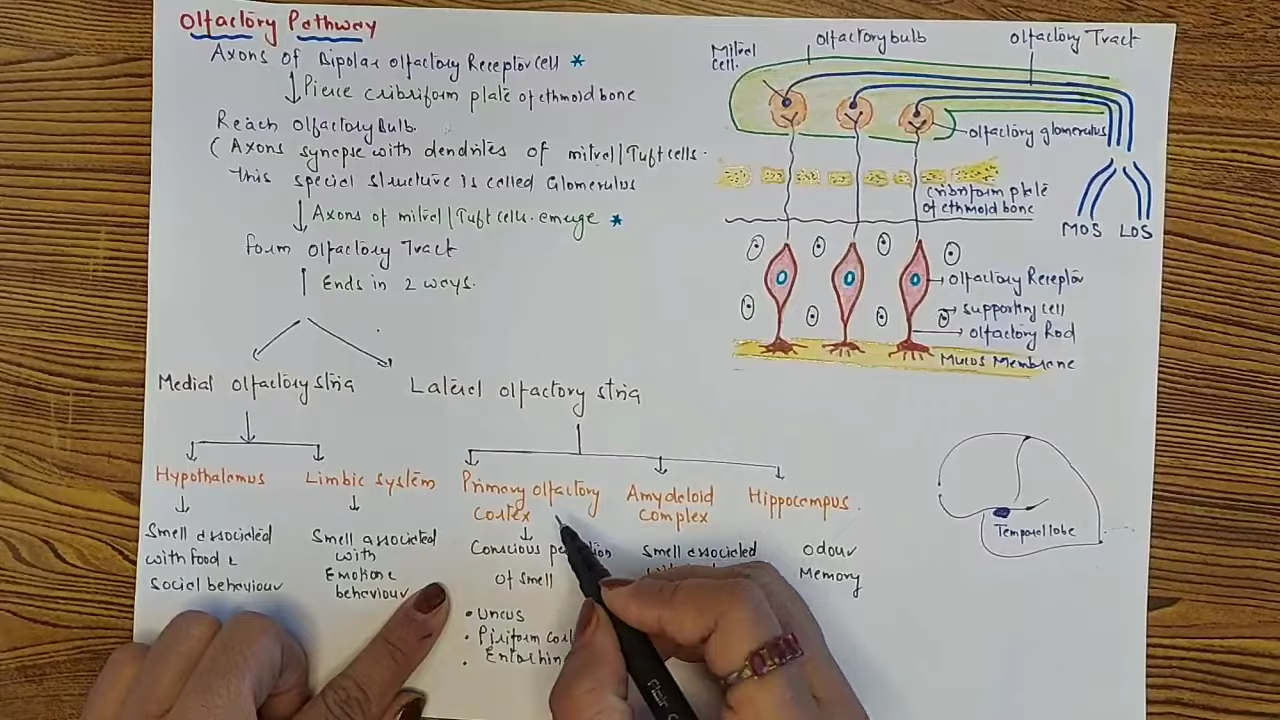 Olfactory Pathway
Axons of Bipolar olfactory Receptor cell *
Pierce cribriform plate of ethmoid bone
Reach Olfactory Bulb.
(Axons synapse with dendrites of mitral/Tuft cells.
This special structure is called Glomerulus
Axons of mitral/Tuft cells. emerge *
form Olfactory Tract
Ends in 2 ways.
Medial olfactory stria
Lateral olfactory stria
Hypothalamus
Limbic system
Primary olfactory
cortex
Amydeloid
complex
Hippocampus.
Smell associated
with food &
Social behaviour
Smell associated
with
Emotione
behaviour
Conscious
of smell
• Uncus
• Piriform
•
Smell associated
Odour
Memory
Mitral
cell.
olfactory bulb
olfactory Tract
olfactory glomerulus
cribriform plate
of ethmoid bone
MOS LOS
olfactory Receptor
supporting cell
olfactory Rod
Mucus Membrane
Temporal lobe